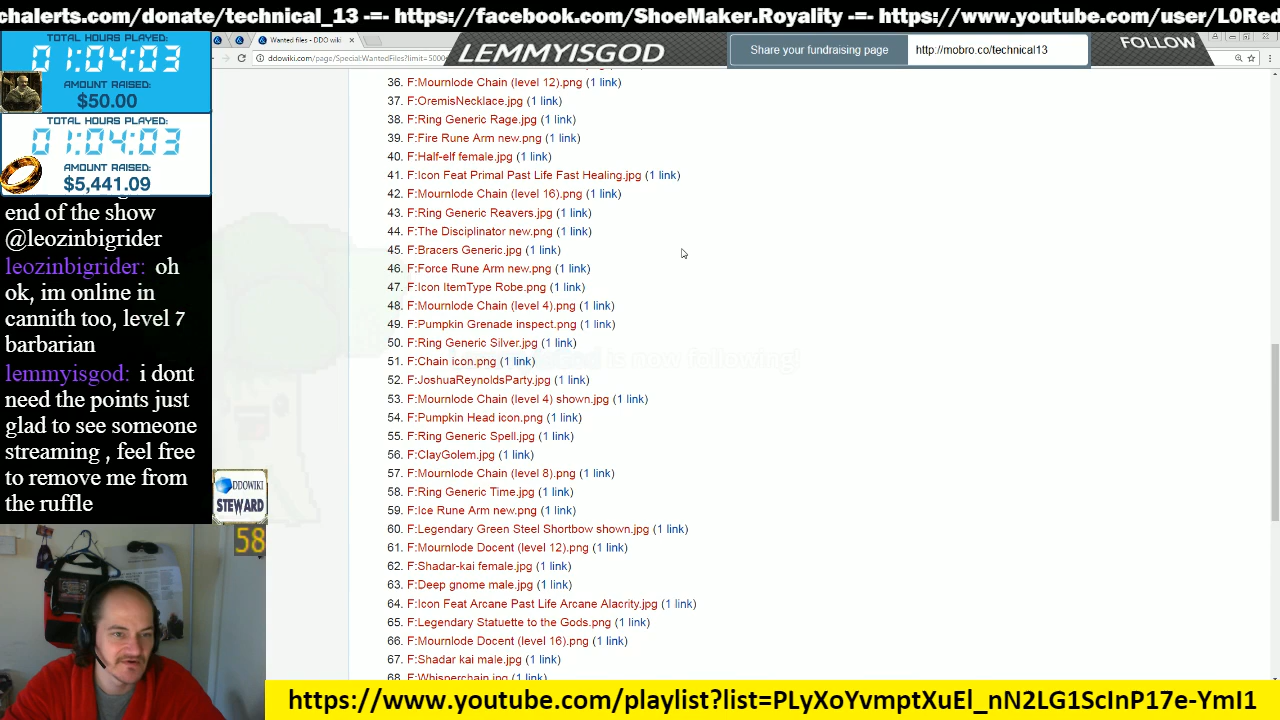 chalerts.com/donate/technical_13 -=- https://facebook.com/ShoeMaker.Royality -=- https://www.youtube.com/user/L0Red
TOTAL HOURS PLAYED:
01:04:03
AMOUNT RAISED:
$50.00
TOTAL HOURS PLAYED:
01:04:03
AMOUNT RAISED:
$5,441.09
end of the show
@leozinbigrider
leozinbigrider: oh
ok, im online in
cannith too, level 7
barbarian
lemmyisgod: i dont
need the points just
glad to see someone
streaming , feel free
to remove me from
the ruffle
DDOWIKI
STEWARD
58
Wanted files - DDO wiki
ddowiki.com/page/Special:WantedFiles?limit=5000
LEMMYISGOD
Share your fundraising page
http://mobro.co/technical13
FOLLOW
36. F:Mournlode Chain (level 12).png (1 link)
37. F:OremisNecklace.jpg (1 link)
38. F:Ring Generic Rage.jpg (1 link)
39. F:Fire Rune Arm new.png (1 link)
40. F:Half-elf female.jpg (1 link)
41. F:Icon Feat Primal Past Life Fast Healing.jpg (1 link)
42. F:Mournlode Chain (level 16).png (1 link)
43. F:Ring Generic Reavers.jpg (1 link)
44. F:The Disciplinator new.png (1 link)
45. F:Bracers Generic.jpg (1 link)
46. F:Force Rune Arm new.png (1 link)
47. F:Icon ItemType Robe.png (1 link)
48. F:Mournlode Chain (level 4).png (1 link)
49. F:Pumpkin Grenade inspect.png (1 link)
50. F:Ring Generic Silver.jpg (1 link)
51. F:Chain icon.png (1 link)
52. F:JoshuaReynoldsParty.jpg (1 link)
53. F:Mournlode Chain (level 4) shown.jpg (1 link)
54. F:Pumpkin Head icon.png (1 link)
55. F:Ring Generic Spell.jpg (1 link)
56. F:ClayGolem.jpg (1 link)
57. F:Mournlode Chain (level 8).png (1 link)
58. F:Ring Generic Time.jpg (1 link)
59. F:Ice Rune Arm new.png (1 link)
60. F:Legendary Green Steel Shortbow shown.jpg (1 link)
61. F:Mournlode Docent (level 12).png (1 link)
62. F:Shadar-kai female.jpg (1 link)
63. F:Deep gnome male.jpg (1 link)
64. F:Icon Feat Arcane Past Life Arcane Alacrity.jpg (1 link)
65. F:Legendary Statuette to the Gods.png (1 link)
66. F:Mournlode Docent (level 16).png (1 link)
67. F:Shadar kai male.jpg (1 link)
68. F:Whisperchain.jpg (1 link)
is now following!
https://www.youtube.com/playlist?list=PLyXoYvmptXuEl_nN2LG1ScInP17e-YmI1